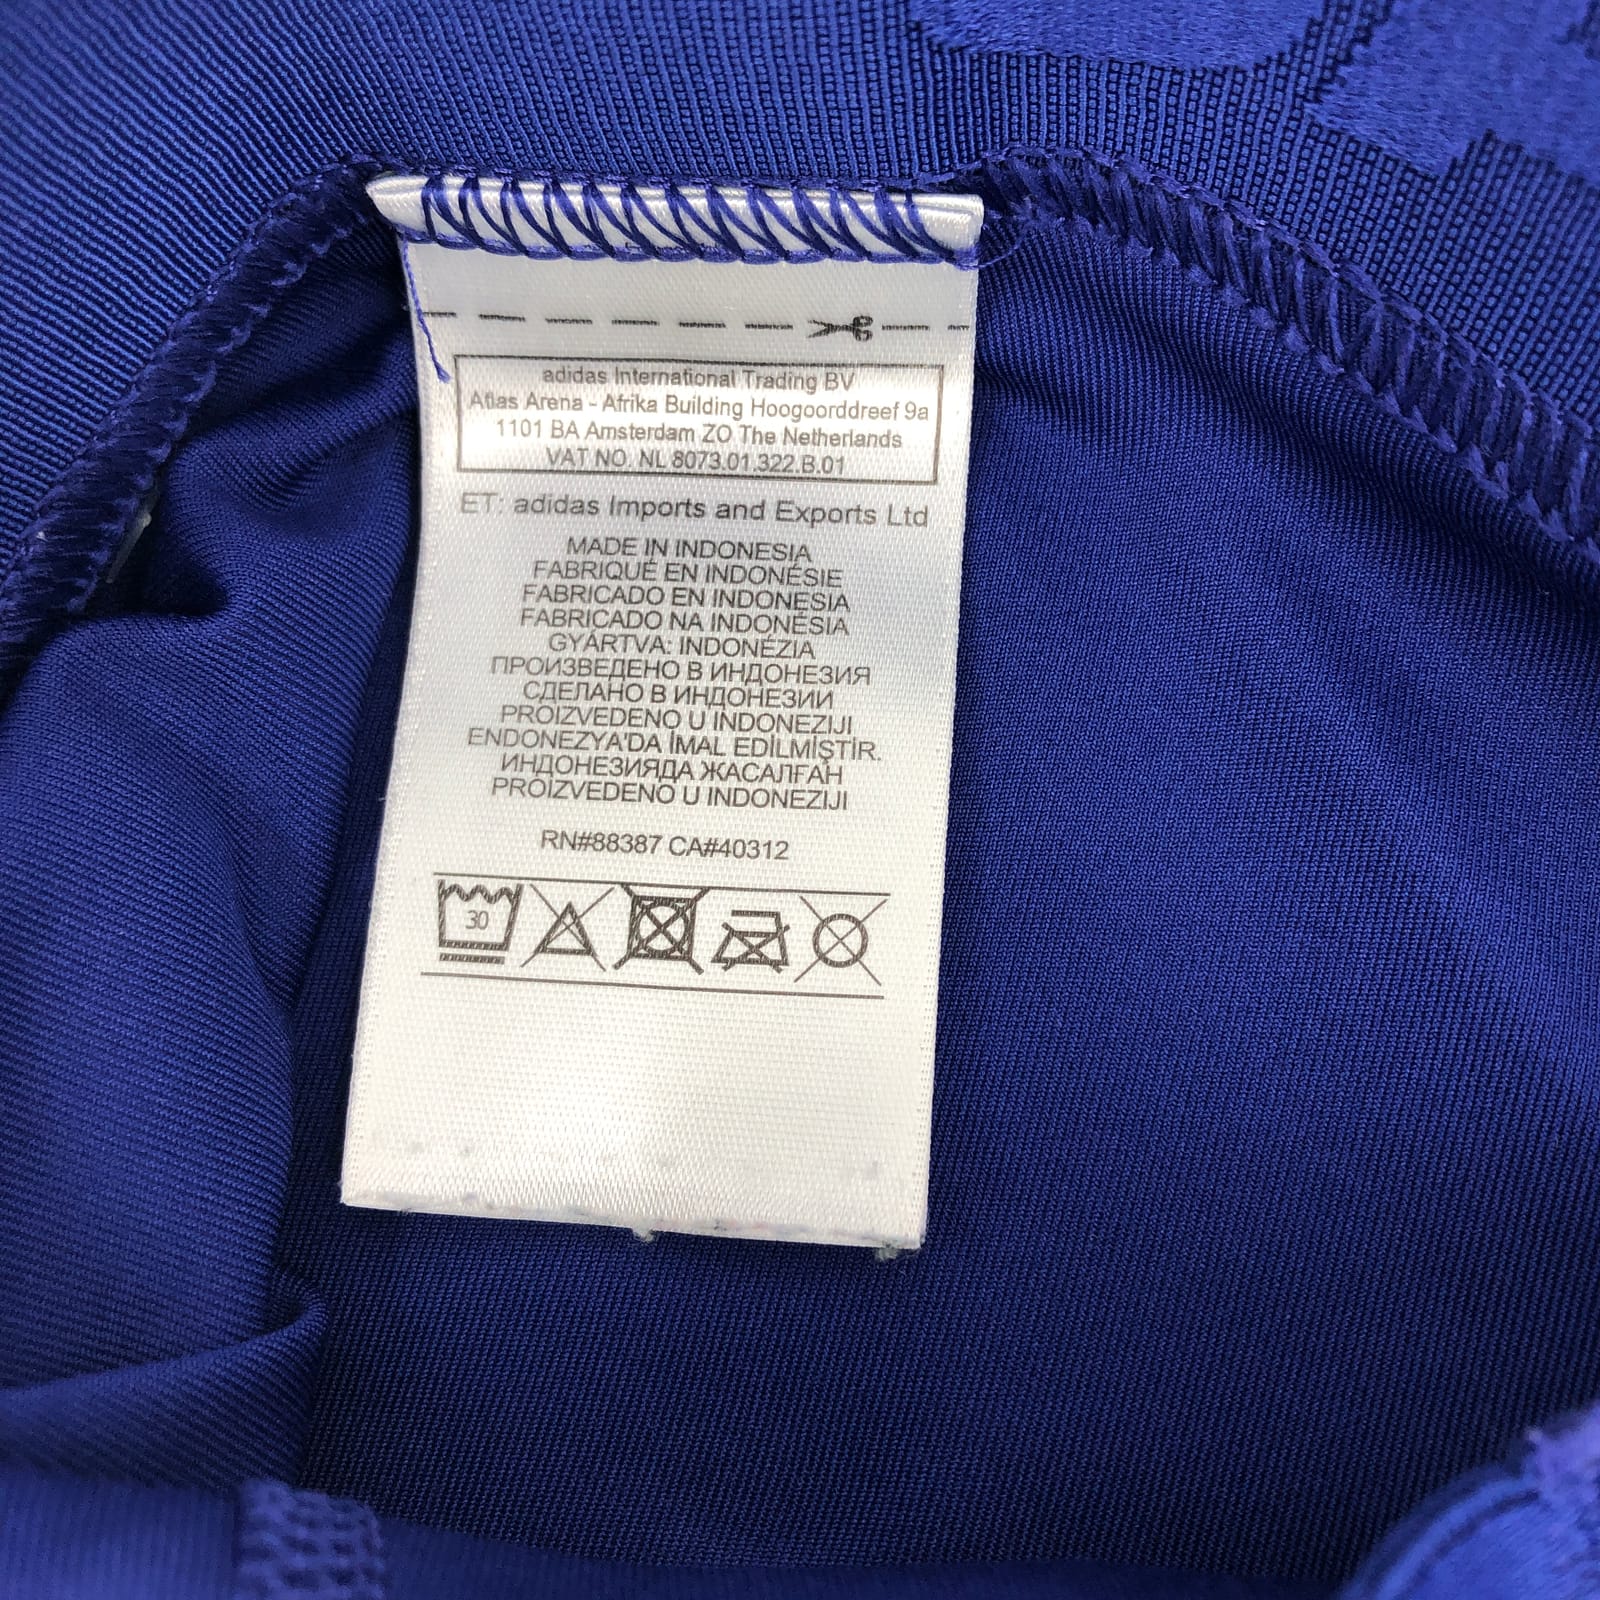 adidas International Trading BV
Atlas Arena - Afrika Building Hoogoorddreef 9a
1101 BA Amsterdam ZO The Netherlands
VAT NO. NL 8073.01.322.B.01
ET: adidas Imports and Exports Ltd
MADE IN INDONESIA
FABRIQUÉ EN INDONÉSIE
FABRICADO EN INDONESIA
FABRICADO NA INDONÉSIA
GYÁRTVA: INDONÉZIA
ПРОИЗВЕДЕНО В ИНДОНЕЗИЯ
СДЕЛАНО В ИНДОНЕЗИИ
PROIZVEDENO U INDONEZIJI
ENDONEZYA'DA İMAL EDİLMİŞTİR.
ИНДОНЕЗИЯДА ЖАСАЛҒАН
PROIZVEDENO U INDONEZIJI
RN#88387 CA#40312
30